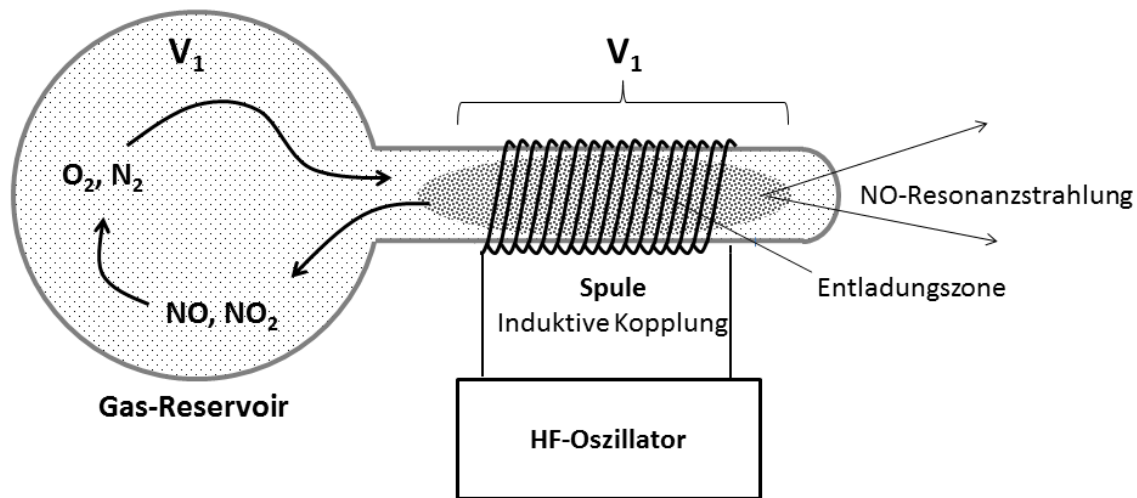 V₁
V₁
O₂, N₂
NO-Resonanzstrahlung
Entladungszone
Spule
Induktive Kopplung
NO, NO₂
Gas-Reservoir
HF-Oszillator